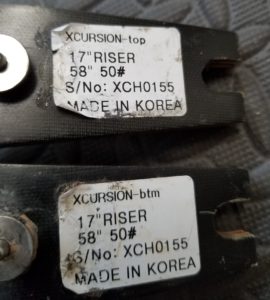 XCURSION-top
17" RISER
58" 50#
S/No: XCH0155
MADE IN KOREA
XCURSION-btm
17" RISER
58" 50#
S/No: XCH0155
MADE IN KOREA